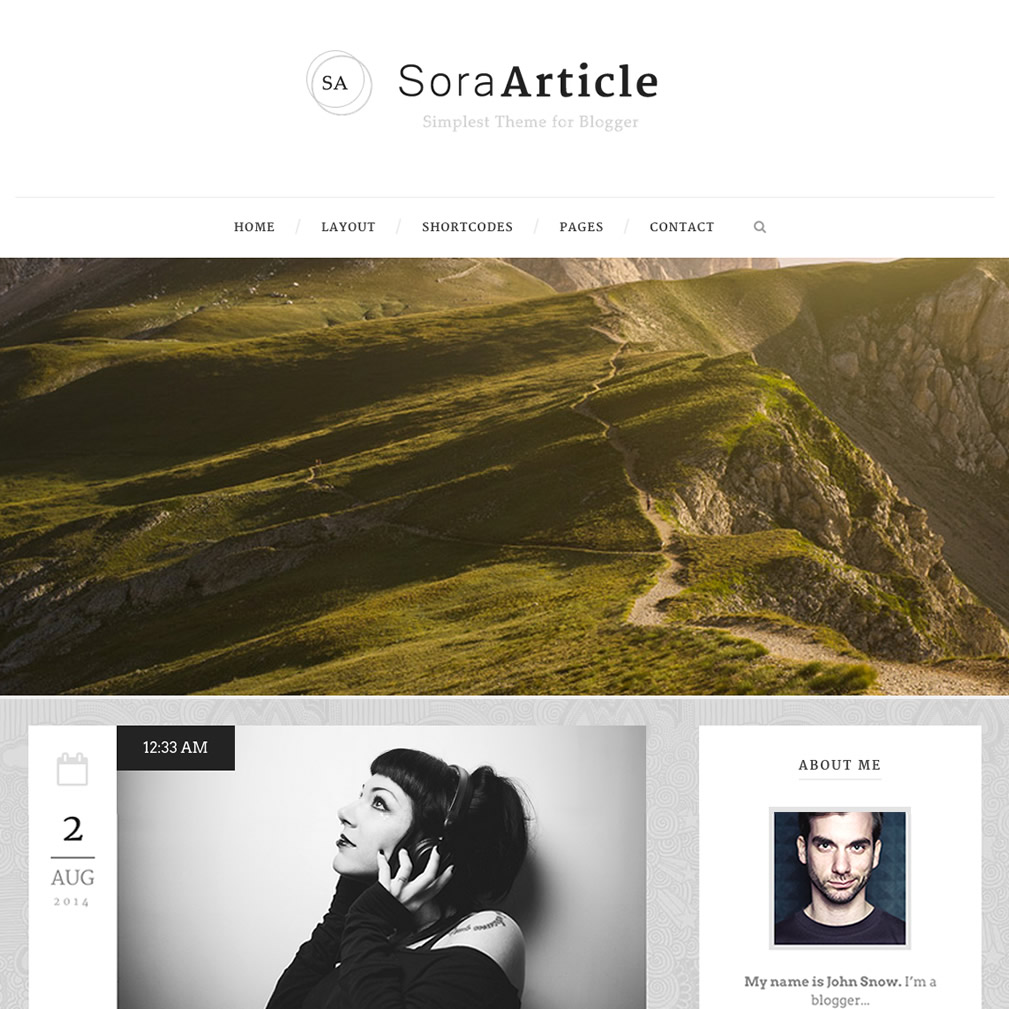 SA
SoraArticle
Simplest Theme for Blogger
HOME / LAYOUT / SHORTCODES / PAGES / CONTACT
12:33 AM
2
AUG
2014
ABOUT ME
My name is John Snow. I'm a
blogger...